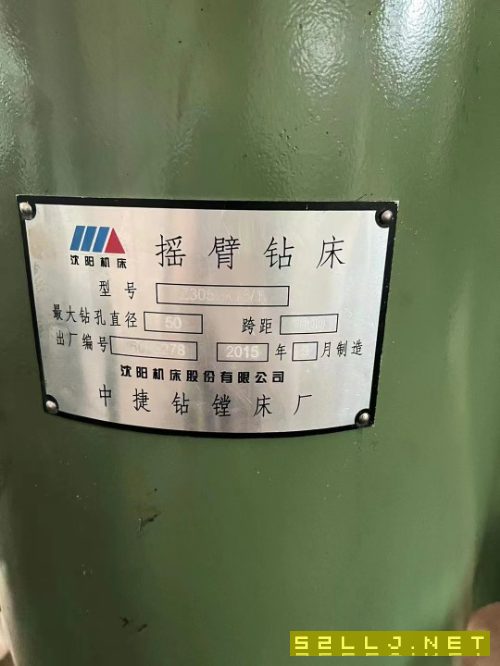 沈阳机床
摇臂钻床
型号
最大钻孔直径 50 跨距
出厂编号 2015 年 月制造
沈阳机床股份有限公司
中捷钻镗床厂
52LLJ.NET